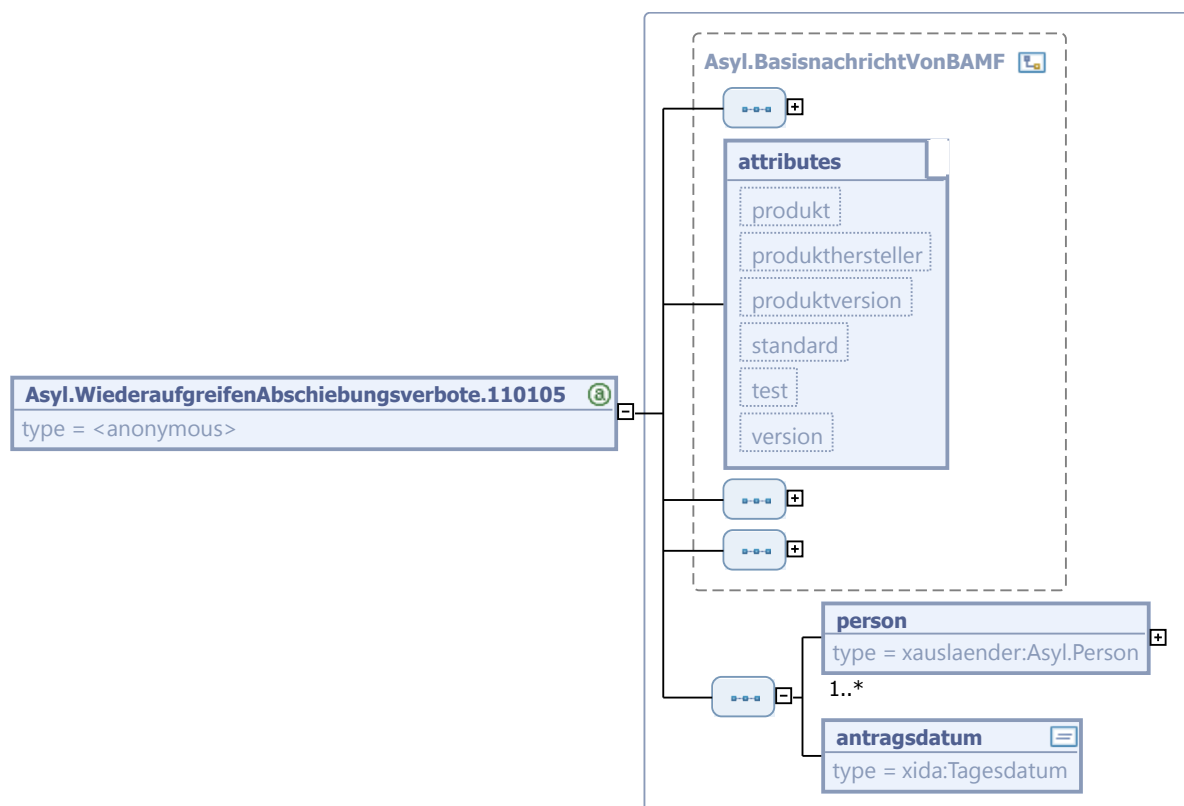 Asyl.BasisnachrichtVonBAMF
attributes
produkt
produkthersteller
produktversion
standard
test
version
Asyl.WiederaufgreifenAbschiebungsverbote.110105
type = <anonymous>
person
type = xauslaender:Asyl.Person
1..*
antragsdatum
type = xida:Tagesdatum